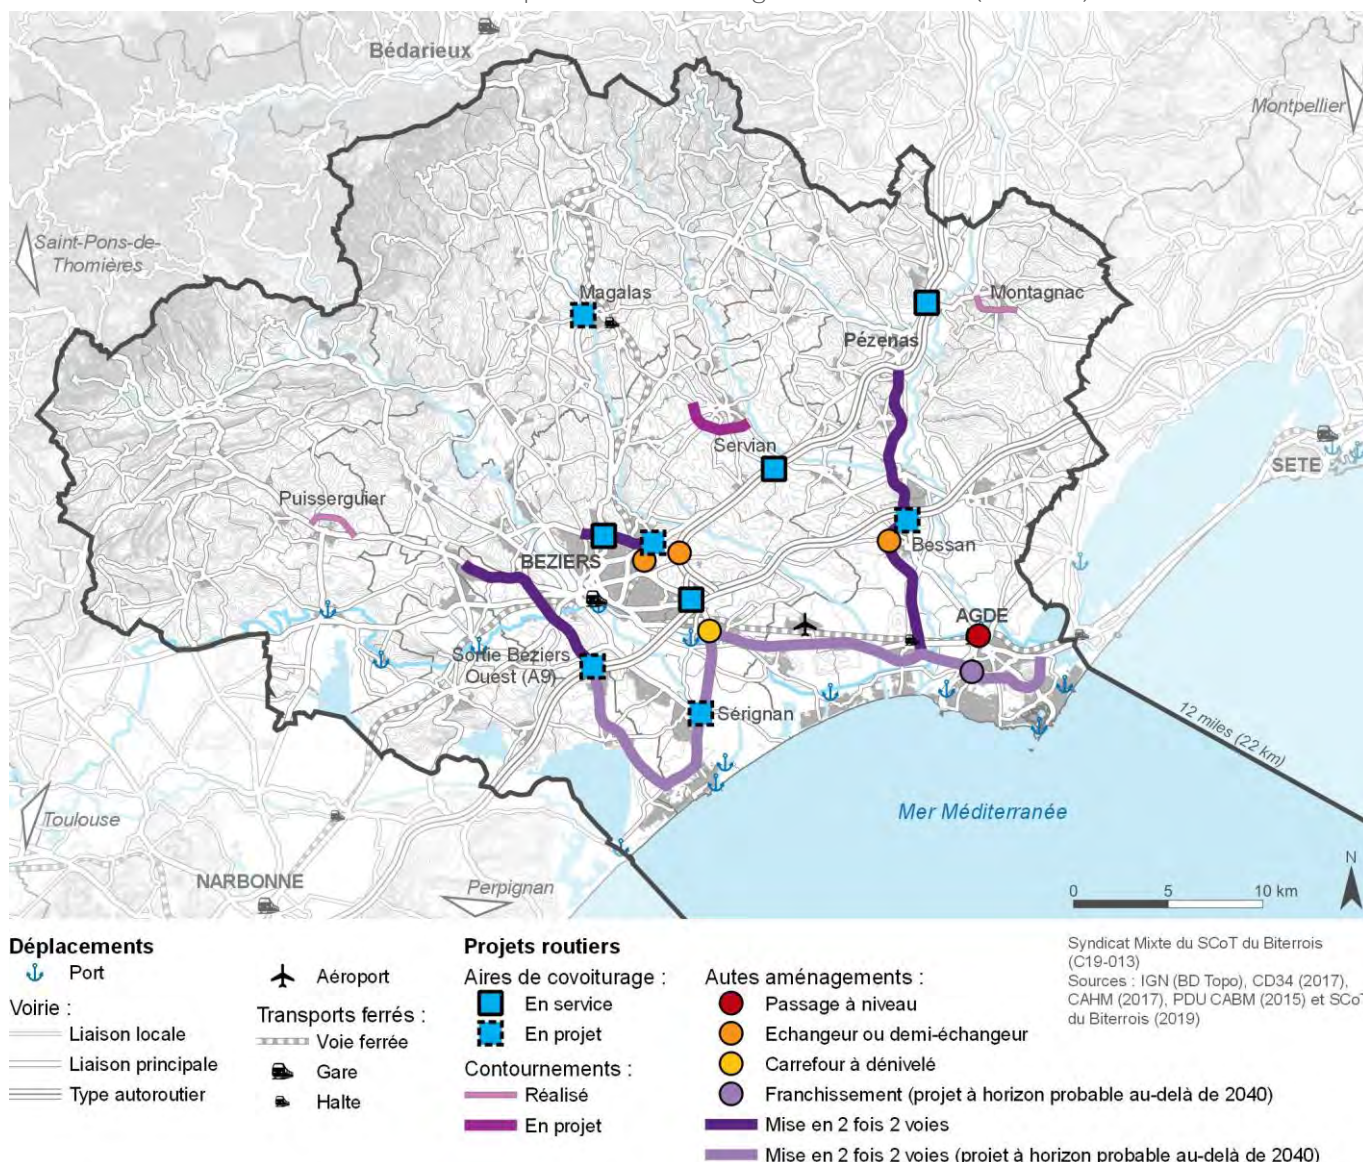 Bédarieux
Montpellier
Saint-Pons-de-
Thomières
Magalas
Montagnac
Pézenas
Servian
SETE
Puisserguier
BEZIERS
Bessan
AGDE
Sortie Béziers
Ouest (A9)
Sérignan
12 miles (22 km)
Toulouse
Mer Méditerranée
NARBONNE
Perpignan
N
0 5 10 km
Déplacements
Port
Voirie :
Liaison locale
Liaison principale
Type autoroutier
Aéroport
Transports ferrés :
Voie ferrée
Gare
Halte
Projets routiers
Aires de covoiturage :
En service
En projet
Contournements :
Réalisé
En projet
Autes aménagements :
Passage à niveau
Echangeur ou demi-échangeur
Carrefour à dénivelé
Franchissement (projet à horizon probable au-delà de 2040)
Mise en 2 fois 2 voies
Mise en 2 fois 2 voies (projet à horizon probable au-delà de 2040)
Syndicat Mixte du SCoT du Biterrois
(C19-013)
Sources : IGN (BD Topo), CD34 (2017),
CAHM (2017), PDU CABM (2015) et SCoT
du Biterrois (2019)